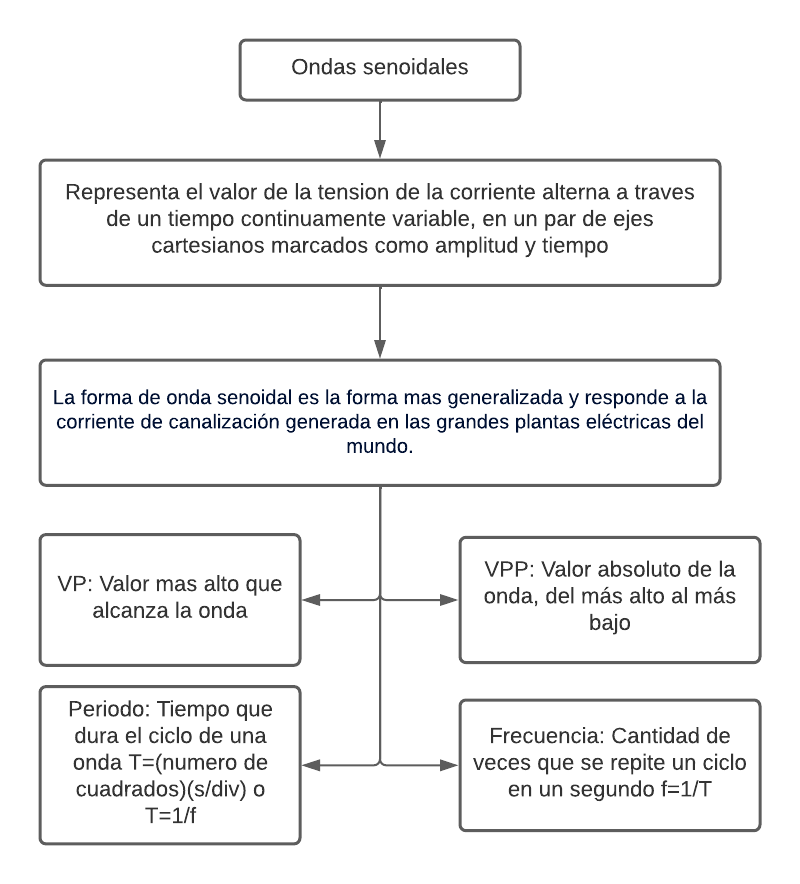 Ondas senoidales
Representa el valor de la tension de la corriente alterna a traves
de un tiempo continuamente variable, en un par de ejes
cartesianos marcados como amplitud y tiempo
La forma de onda senoidal es la forma mas generalizada y responde a la
corriente de canalización generada en las grandes plantas eléctricas del
mundo.
VP: Valor mas alto que
alcanza la onda
VPP: Valor absoluto de la
onda, del más alto al más
bajo
Periodo: Tiempo que
dura el ciclo de una
onda T=(numero de
cuadrados)(s/div) o
T=1/f
Frecuencia: Cantidad de
veces que se repite un ciclo
en un segundo f=1/T